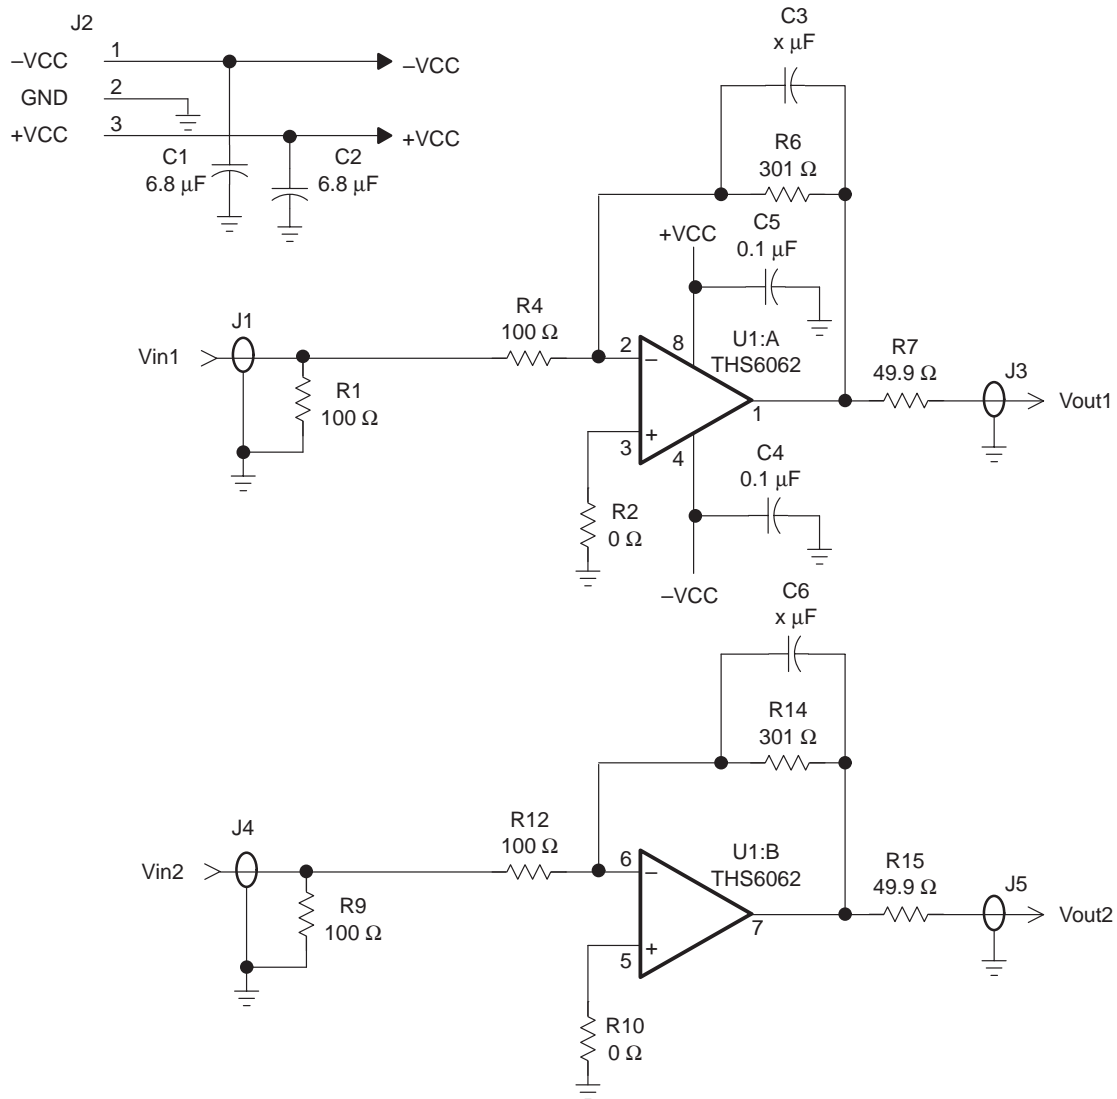 J2
–VCC 1 –VCC
GND 2
+VCC 3 +VCC
C1
6.8 μF
C2
6.8 μF
C3
x μF
R6
301 Ω
C5
0.1 μF
+VCC
Vin1
J1
R1
100 Ω
R4
100 Ω
2
–
8
U1:A
THS6062
3
+
4
1
R7
49.9 Ω
J3
Vout1
R2
0 Ω
C4
0.1 μF
–VCC
C6
x μF
R14
301 Ω
Vin2
J4
R9
100 Ω
R12
100 Ω
6
–
U1:B
THS6062
5
+
7
R15
49.9 Ω
J5
Vout2
R10
0 Ω